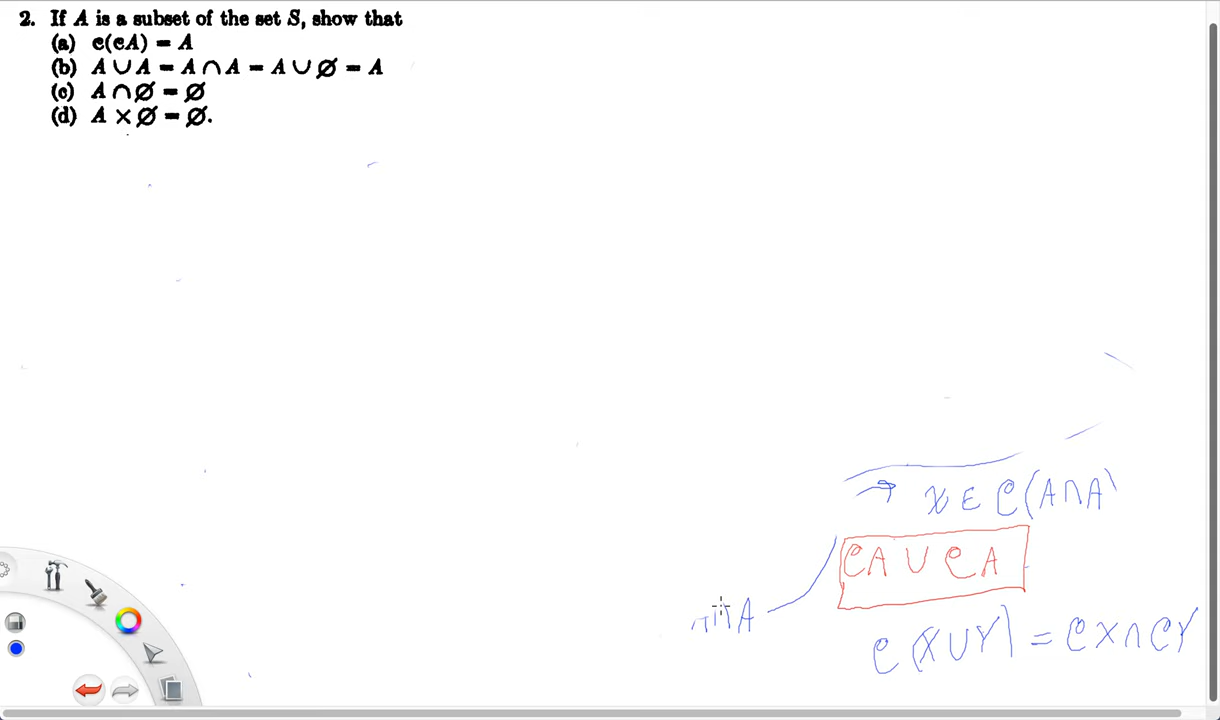 2. If A is a subset of the set S, show that
(a) C(CA) = A
(b) A ∪ A = A ∩ A = A ∪ ∅ = A
(c) A ∩ ∅ = ∅
(d) A × ∅ = ∅.
→ x ∈ C(A∩A)
CA ∪ CA
∩A
C(X∪Y) = CX ∩ CY